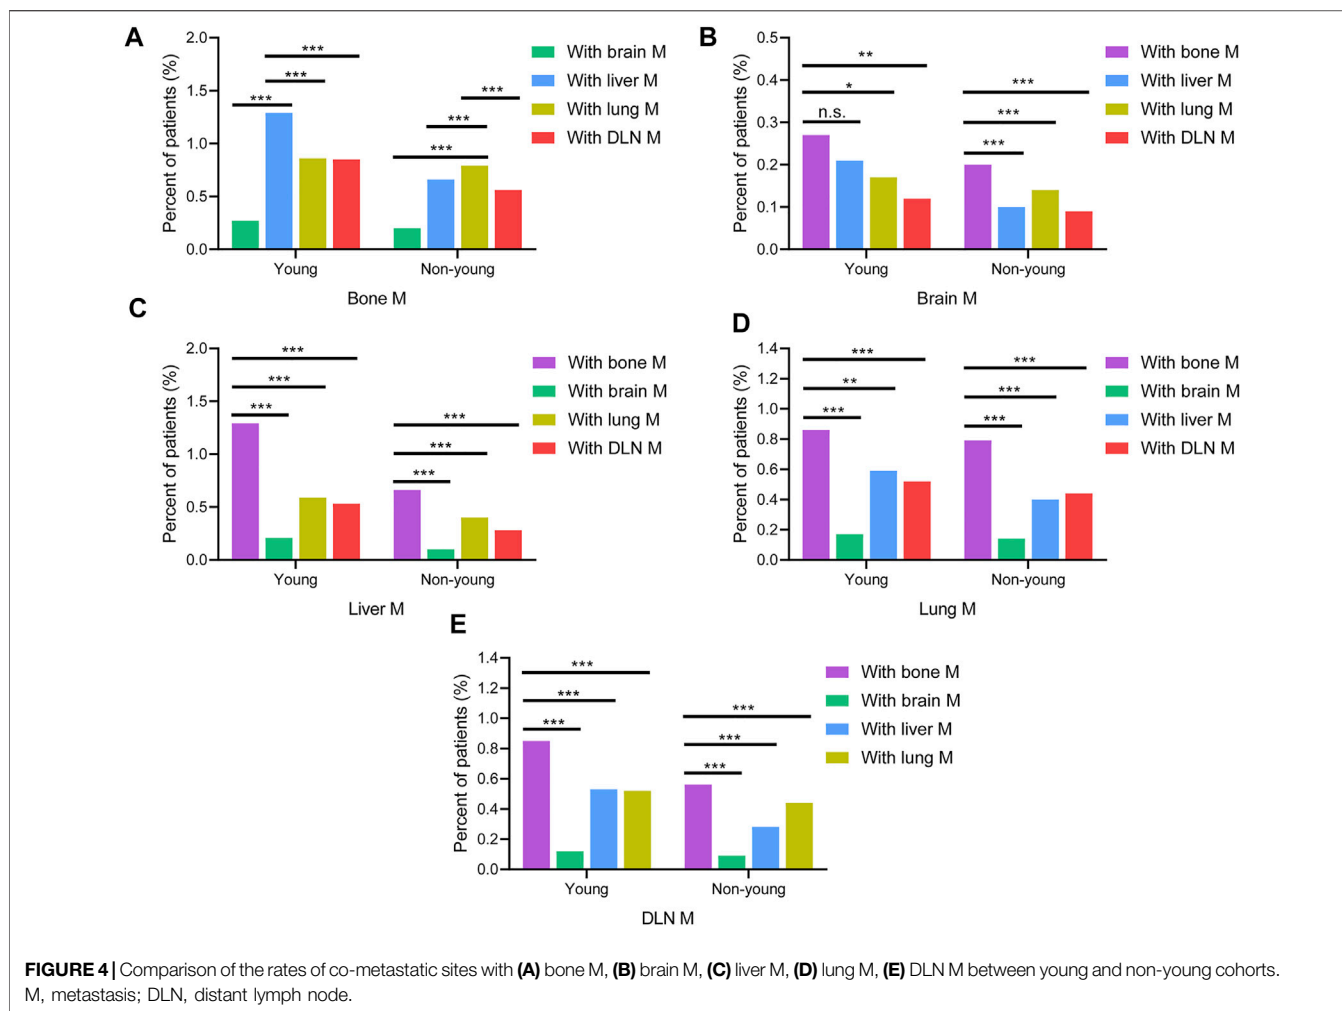 A
Percent of patients (%)
2.0
1.5
1.0
0.5
0.0
***
***
***
***
***
***
Young
Non-young
Bone M
With brain M
With liver M
With lung M
With DLN M
B
Percent of patients (%)
0.5
0.4
0.3
0.2
0.1
0.0
**
*
n.s.
***
***
***
Young
Non-young
Brain M
With bone M
With liver M
With lung M
With DLN M
C
Percent of patients (%)
2.0
1.5
1.0
0.5
0.0
***
***
***
***
***
***
Young
Non-young
Liver M
With bone M
With brain M
With lung M
With DLN M
D
Percent of patients (%)
1.4
1.2
1.0
0.8
0.6
0.4
0.2
0.0
***
**
***
***
***
***
Young
Non-young
Lung M
With bone M
With brain M
With liver M
With DLN M
E
Percent of patients (%)
1.4
1.2
1.0
0.8
0.6
0.4
0.2
0.0
***
***
***
***
***
***
Young
Non-young
DLN M
With bone M
With brain M
With liver M
With lung M
FIGURE 4 | Comparison of the rates of co-metastatic sites with (A) bone M, (B) brain M, (C) liver M, (D) lung M, (E) DLN M between young and non-young cohorts.
M, metastasis; DLN, distant lymph node.